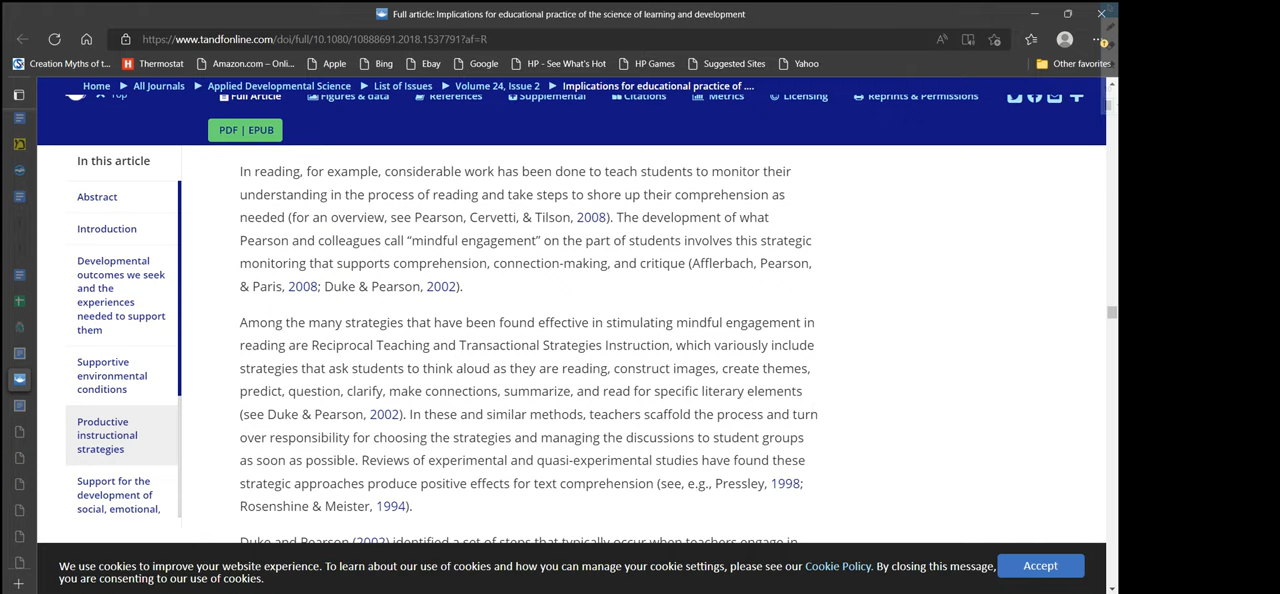 Full article: Implications for educational practice of the science of learning and development
https://www.tandfonline.com/doi/full/10.1080/10888691.2018.1537791?af=R
Creation Myths of t... Thermostat Amazon.com – Onli... Apple Bing Ebay Google HP - See What's Hot HP Games Suggested Sites Yahoo Other favorites
Home All Journals Applied Developmental Science List of Issues Volume 24, Issue 2 Implications for educational practice of ....
Top Full Article Figures & data References Supplemental Citations Metrics Licensing Reprints & Permissions
PDF | EPUB
In this article
Abstract
Introduction
Developmental
outcomes we seek
and the
experiences
needed to support
them
Supportive
environmental
conditions
Productive
instructional
strategies
Support for the
development of
social, emotional,
In reading, for example, considerable work has been done to teach students to monitor their
understanding in the process of reading and take steps to shore up their comprehension as
needed (for an overview, see Pearson, Cervetti, & Tilson, 2008). The development of what
Pearson and colleagues call “mindful engagement” on the part of students involves this strategic
monitoring that supports comprehension, connection-making, and critique (Afflerbach, Pearson,
& Paris, 2008; Duke & Pearson, 2002).
Among the many strategies that have been found effective in stimulating mindful engagement in
reading are Reciprocal Teaching and Transactional Strategies Instruction, which variously include
strategies that ask students to think aloud as they are reading, construct images, create themes,
predict, question, clarify, make connections, summarize, and read for specific literary elements
(see Duke & Pearson, 2002). In these and similar methods, teachers scaffold the process and turn
over responsibility for choosing the strategies and managing the discussions to student groups
as soon as possible. Reviews of experimental and quasi-experimental studies have found these
strategic approaches produce positive effects for text comprehension (see, e.g., Pressley, 1998;
Rosenshine & Meister, 1994).
Duke and Pearson (2002) identified a set of steps that typically occur when teachers engage in
We use cookies to improve your website experience. To learn about our use of cookies and how you can manage your cookie settings, please see our Cookie Policy. By closing this message,
you are consenting to our use of cookies.
Accept